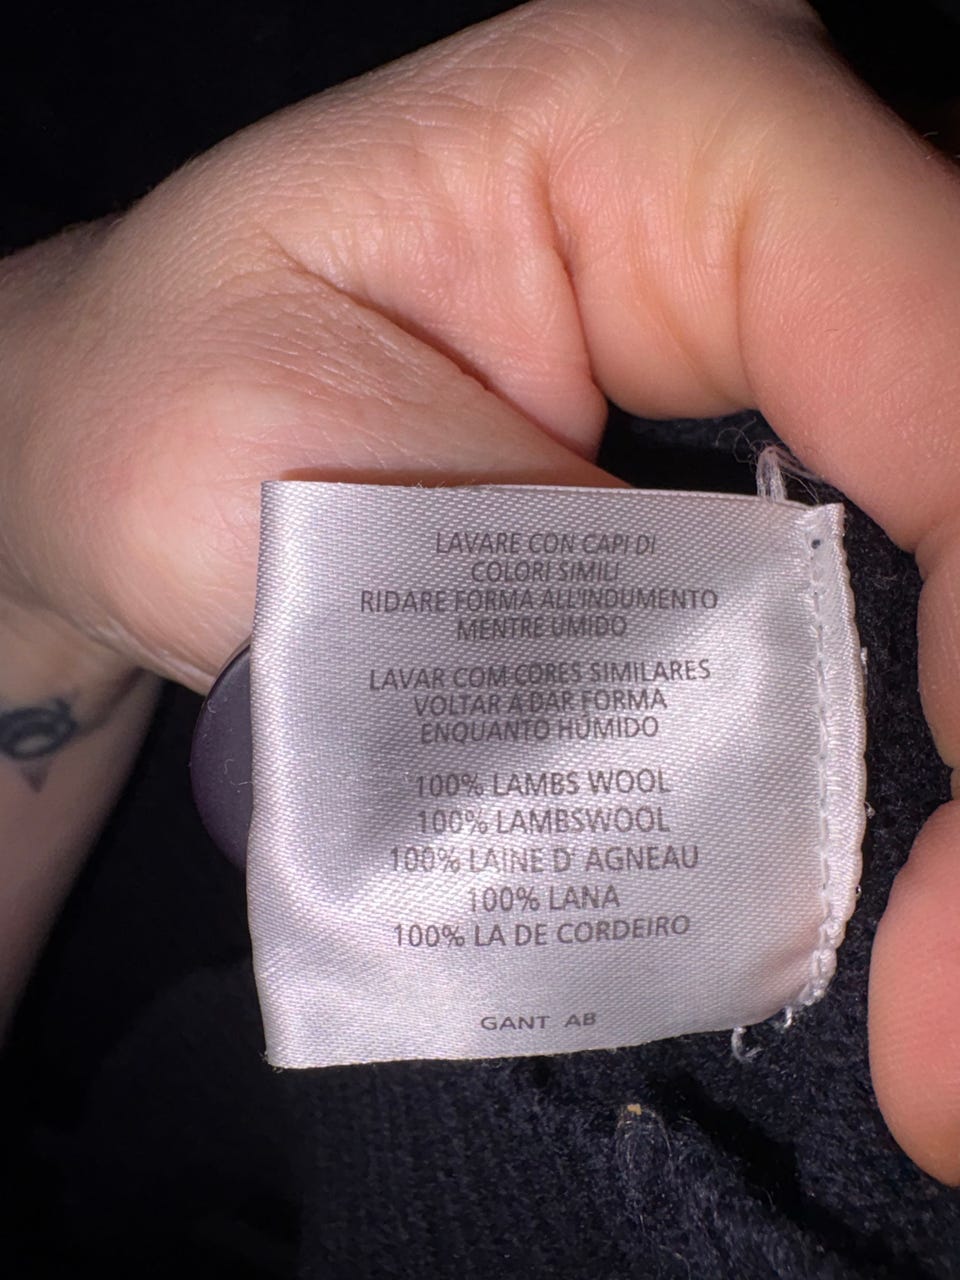 LAVARE CON CAPI DI
COLORI SIMILI
RIDARE FORMA ALL'INDUMENTO
MENTRE UMIDO
LAVAR COM CORES SIMILARES
VOLTAR A DAR FORMA
ENQUANTO HÚMIDO
100% LAMBS WOOL
100% LAMBSWOOL
100% LAINE D' AGNEAU
100% LANA
100% LA DE CORDEIRO
GANT AB